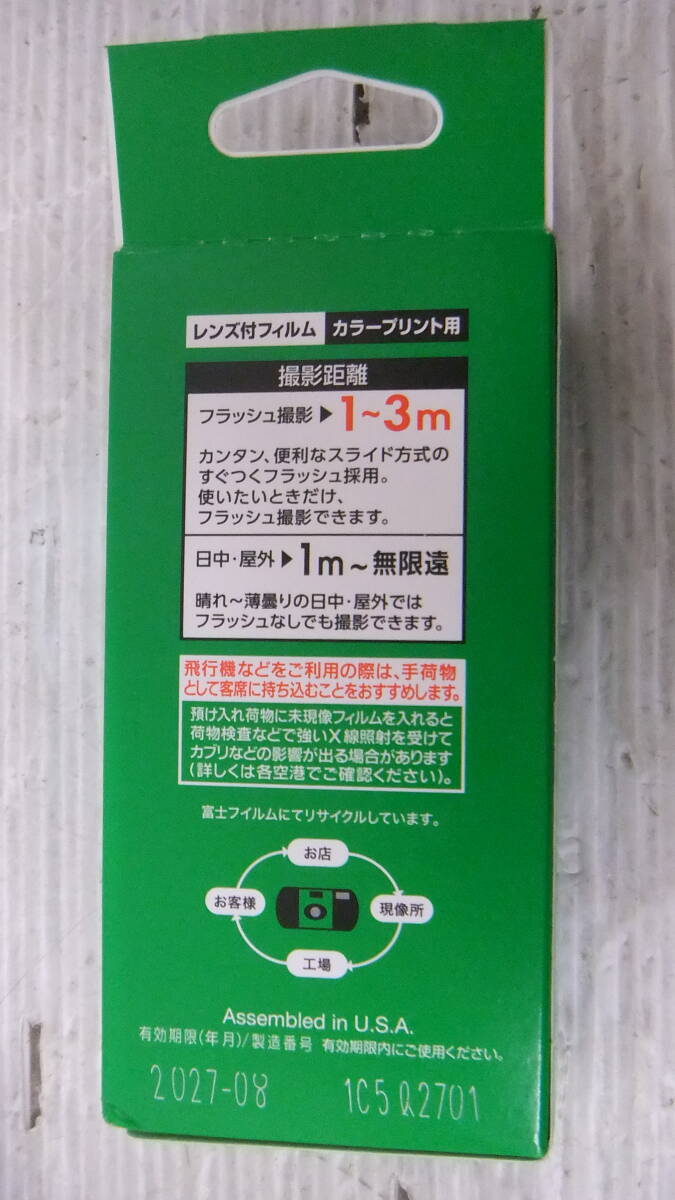 レンズ付フィルム カラープリント用
撮影距離
フラッシュ撮影▶1~3m
カンタン、便利なスライド方式の
すぐつくフラッシュ採用。
使いたいときだけ、
フラッシュ撮影できます。
日中・屋外▶1m~無限遠
晴れ~薄曇りの日中・屋外では
フラッシュなしでも撮影できます。
飛行機などをご利用の際は、手荷物
として客席に持ち込むことをおすすめします。
預け入れ荷物に未現像フィルムを入れると
荷物検査などで強いX線照射を受けて
カブリなどの影響が出る場合があります
(詳しくは各空港でご確認ください)。
富士フイルムにてリサイクルしています。
お店
お客様
現像所
工場
Assembled in U.S.A.
有効期限(年月)/製造番号 有効期限内にご使用ください。
2027-08 1C5Q2701